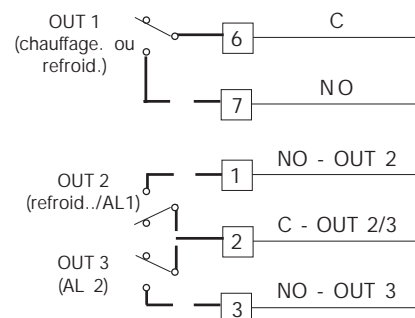 OUT 1
(chauffage. ou
refroid.)
6
C
7
NO
OUT 2
(refroid../AL1)
1
NO - OUT 2
2
C - OUT 2/3
OUT 3
(AL 2)
3
NO - OUT 3